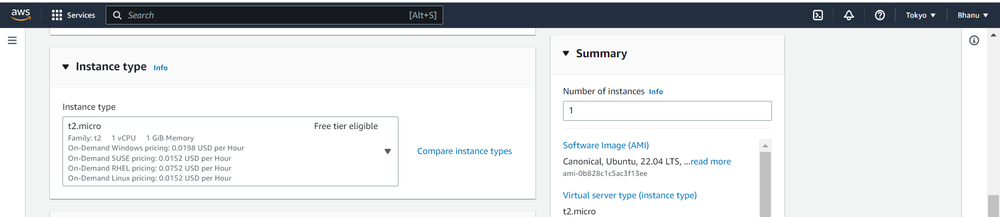 aws
Services
Search
[Alt+S]
Tokyo
Bhanu
Instance type Info
Instance type
t2.micro
Free tier eligible
Family: t2 1 vCPU 1 GiB Memory
On-Demand Windows pricing: 0.0198 USD per Hour
On-Demand SUSE pricing: 0.0152 USD per Hour
On-Demand RHEL pricing: 0.0752 USD per Hour
On-Demand Linux pricing: 0.0152 USD per Hour
Compare instance types
Summary
Number of instances Info
1
Software Image (AMI)
Canonical, Ubuntu, 22.04 LTS, ...read more
ami-0b828c1c5ac3f13ee
Virtual server type (instance type)
t2.micro